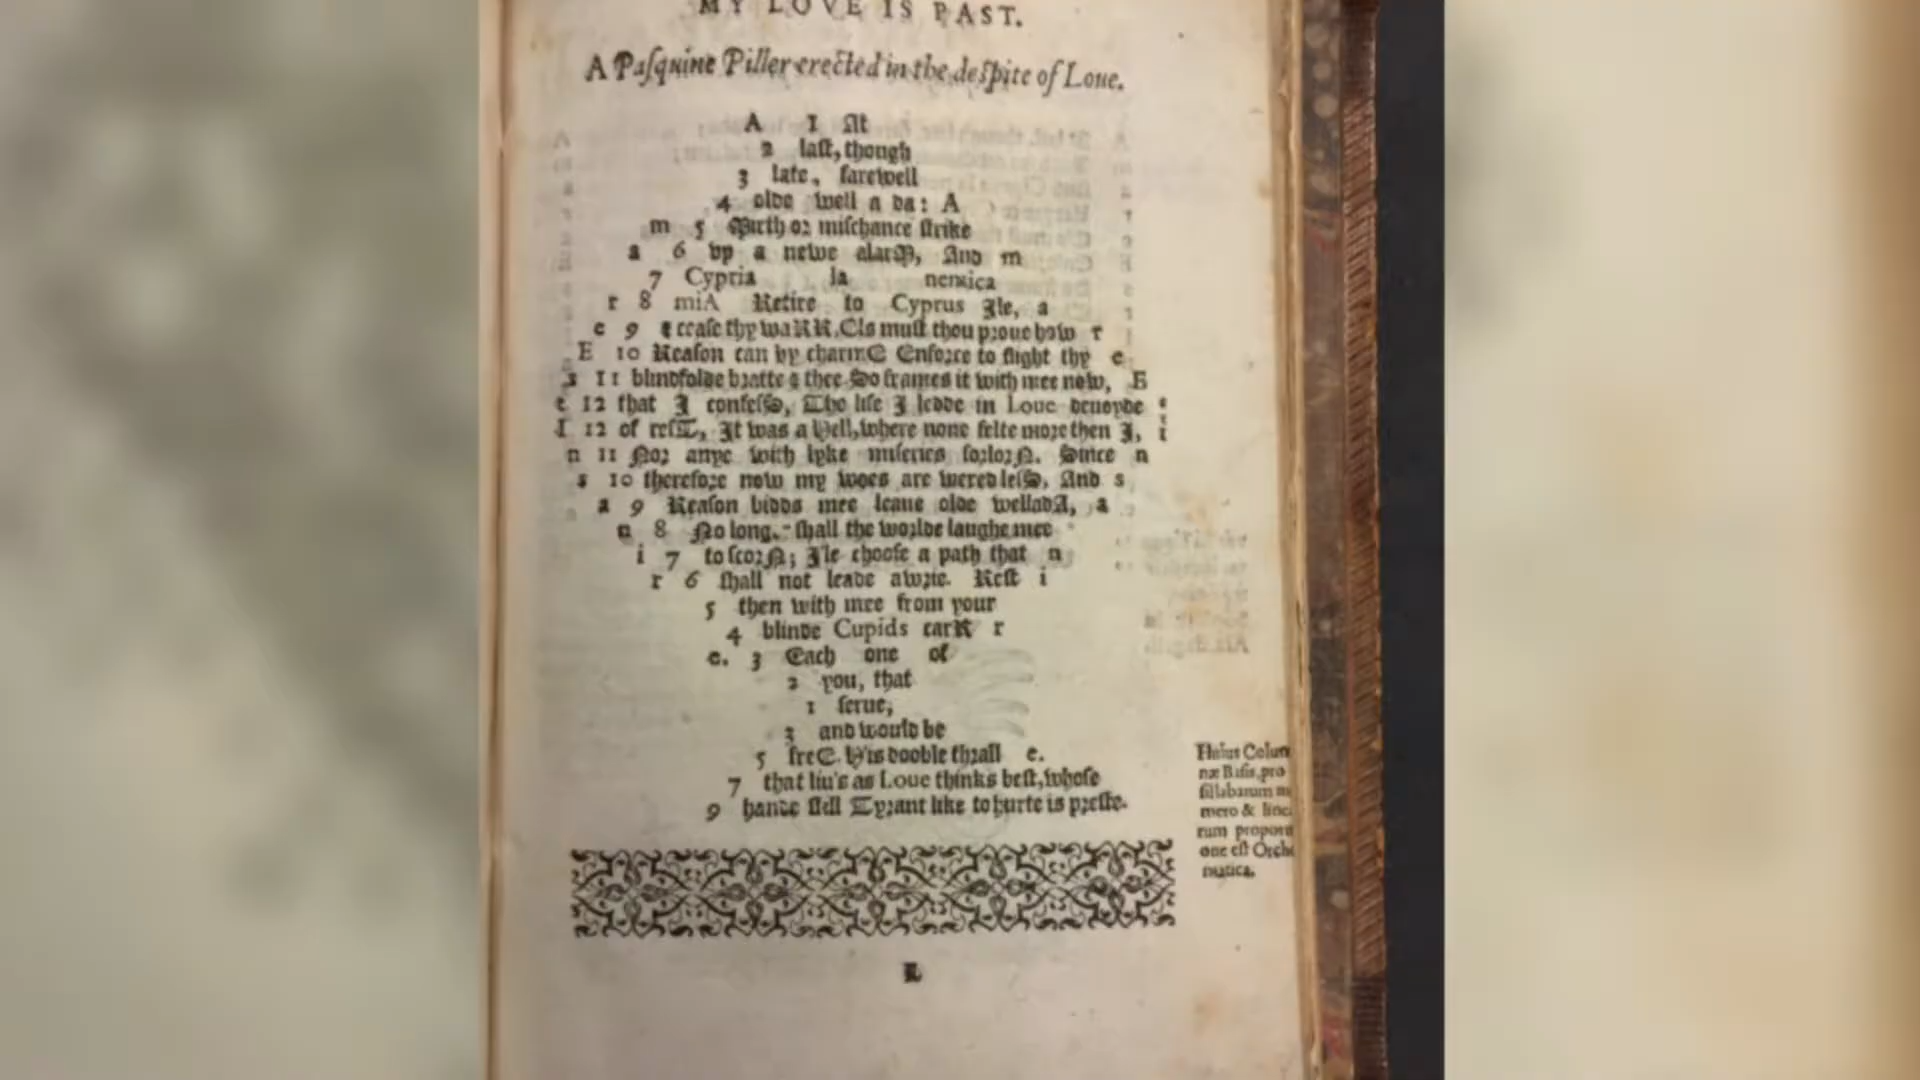 MY LOVE IS PAST.
A Paſquine Piller erected in the deſpite of Loue.
A 1 At
2 laſt, though
3 late, farewell
4 olde well a da: A
m 5 Mirth or miſchance ſtrike
a 6 vp a newe alarM, And m
7 Cypria la nemica
r 8 miA Retire to Cyprus Ile, a
e 9 & ceaſe thy waRR, Els muſt thou proue how r
E 10 Reaſon can by charmE Enforce to flight thy e
s 11 blindfolde bratte & thee. So frames it with mee now, E
t 12 that I confeſS, The life I ledde in Loue deuoyde s
I 12 of reſT, It was a Hell, where none felte more then I, i
n 11 Nor anye with lyke miſeries forlorN. Since n
s 10 therefore now my woes are wexed leſS, And s
a 9 Reaſon bidds mee leaue olde welladA, a
n 8 No longer ſhall the worlde laughe mee
i 7 to ſcorN; I'le chooſe a path that n
r 6 ſhall not leade awrie. Reſt i
5 then with mee from your
4 blinde Cupids carR r
e. 3 Each one of
2 you, that
1 ſerue,
3 and would be
5 freE. H'is dooble thrall e.
7 that liu's as Loue thinks beſt, whoſe
9 hande ſtill Tyrant like to hurte is preſte.
Huius Colum
næ Baſis, pro
ſillabarum nu
mero & linea
rum proporti
one eſt Orche
matica.
L